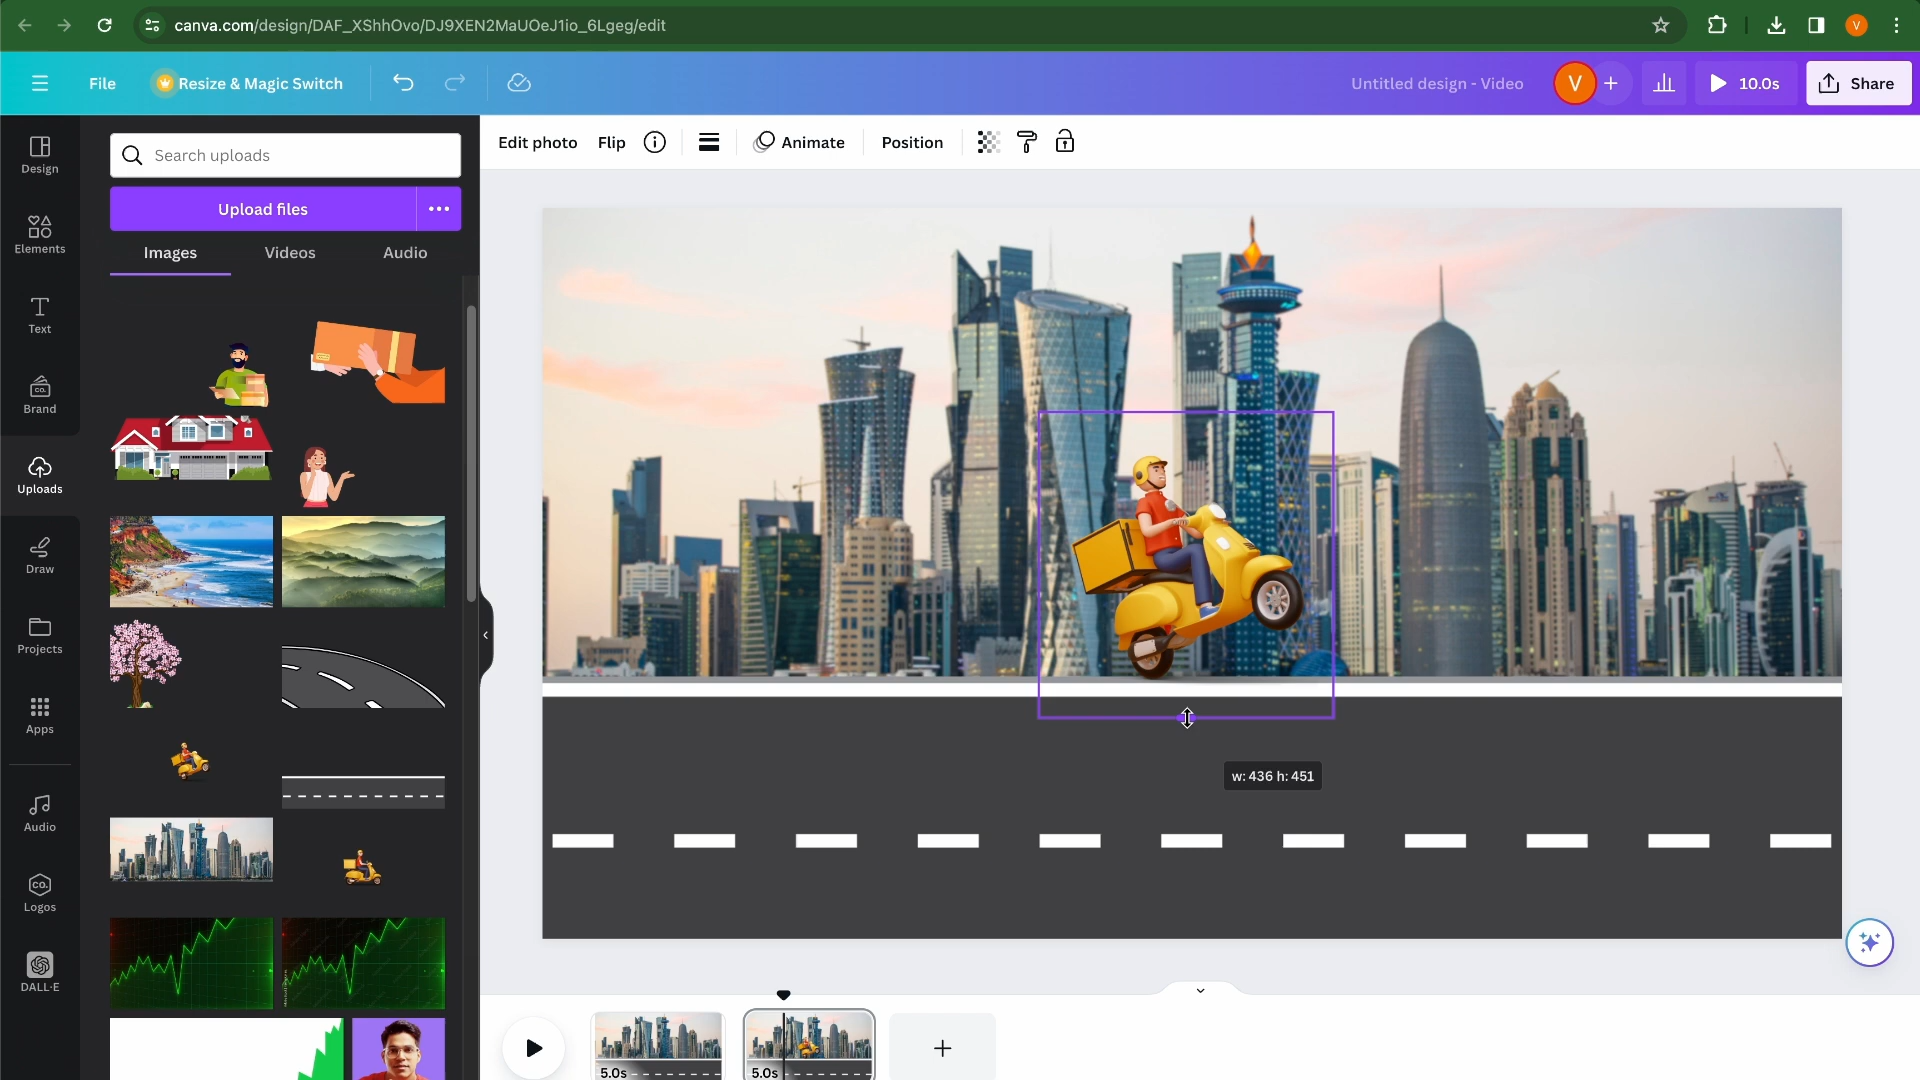 canva.com/design/DAF_XShhOvo/DJ9XEN2MaUOeJ1io_6Lgeg/edit
V
File
Resize & Magic Switch
Untitled design - Video
V
+
10.0s
Share
Design
Elements
Text
Brand
Uploads
Draw
Projects
Apps
Audio
Logos
DALL·E
Search uploads
Upload files
Images
Videos
Audio
Edit photo
Flip
Animate
Position
w: 436 h: 451
5.0s
5.0s